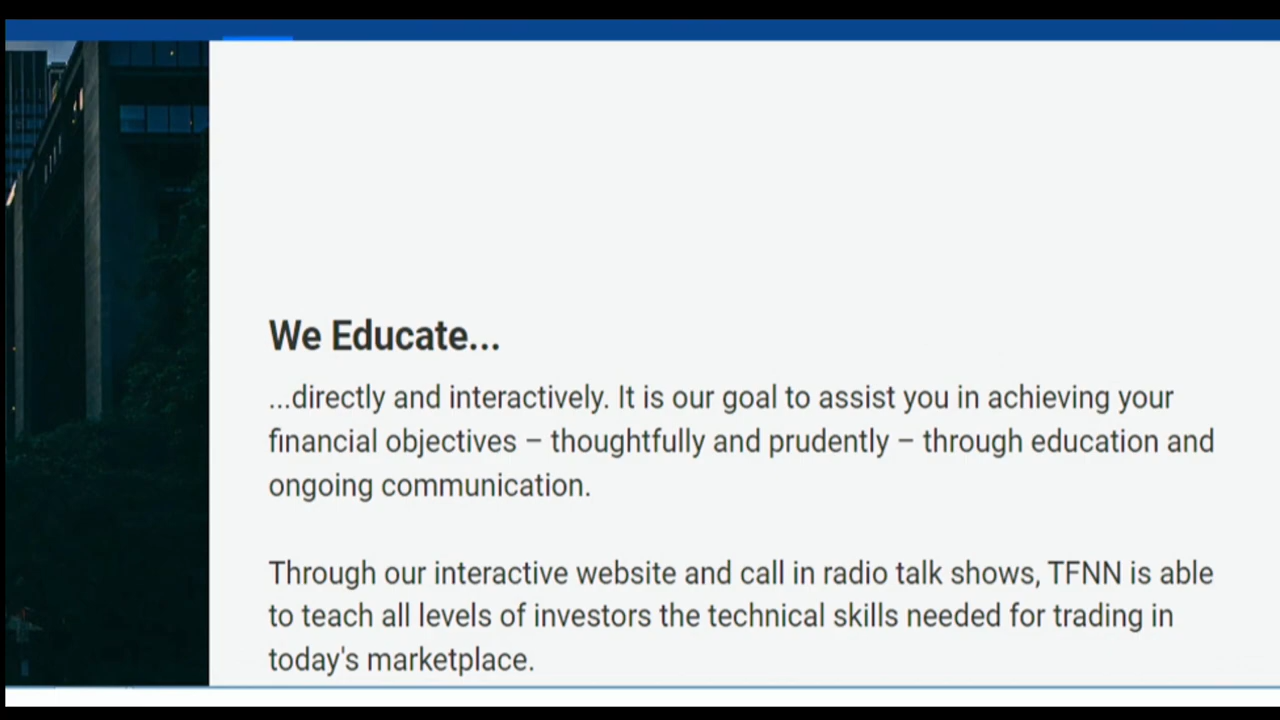 We Educate...
...directly and interactively. It is our goal to assist you in achieving your
financial objectives – thoughtfully and prudently – through education and
ongoing communication.
Through our interactive website and call in radio talk shows, TFNN is able
to teach all levels of investors the technical skills needed for trading in
today's marketplace.